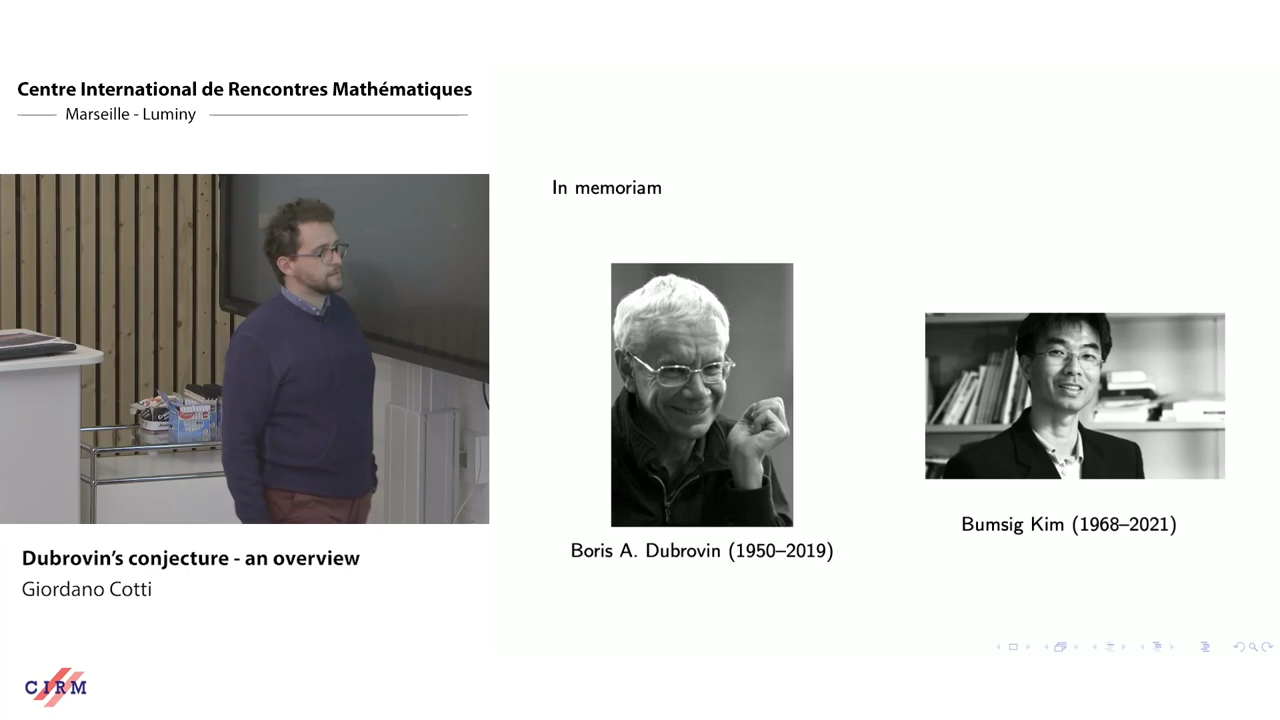 Centre International de Rencontres Mathématiques
Marseille - Luminy
In memoriam
Boris A. Dubrovin (1950–2019)
Bumsig Kim (1968–2021)
Dubrovin's conjecture - an overview
Giordano Cotti
CIRM